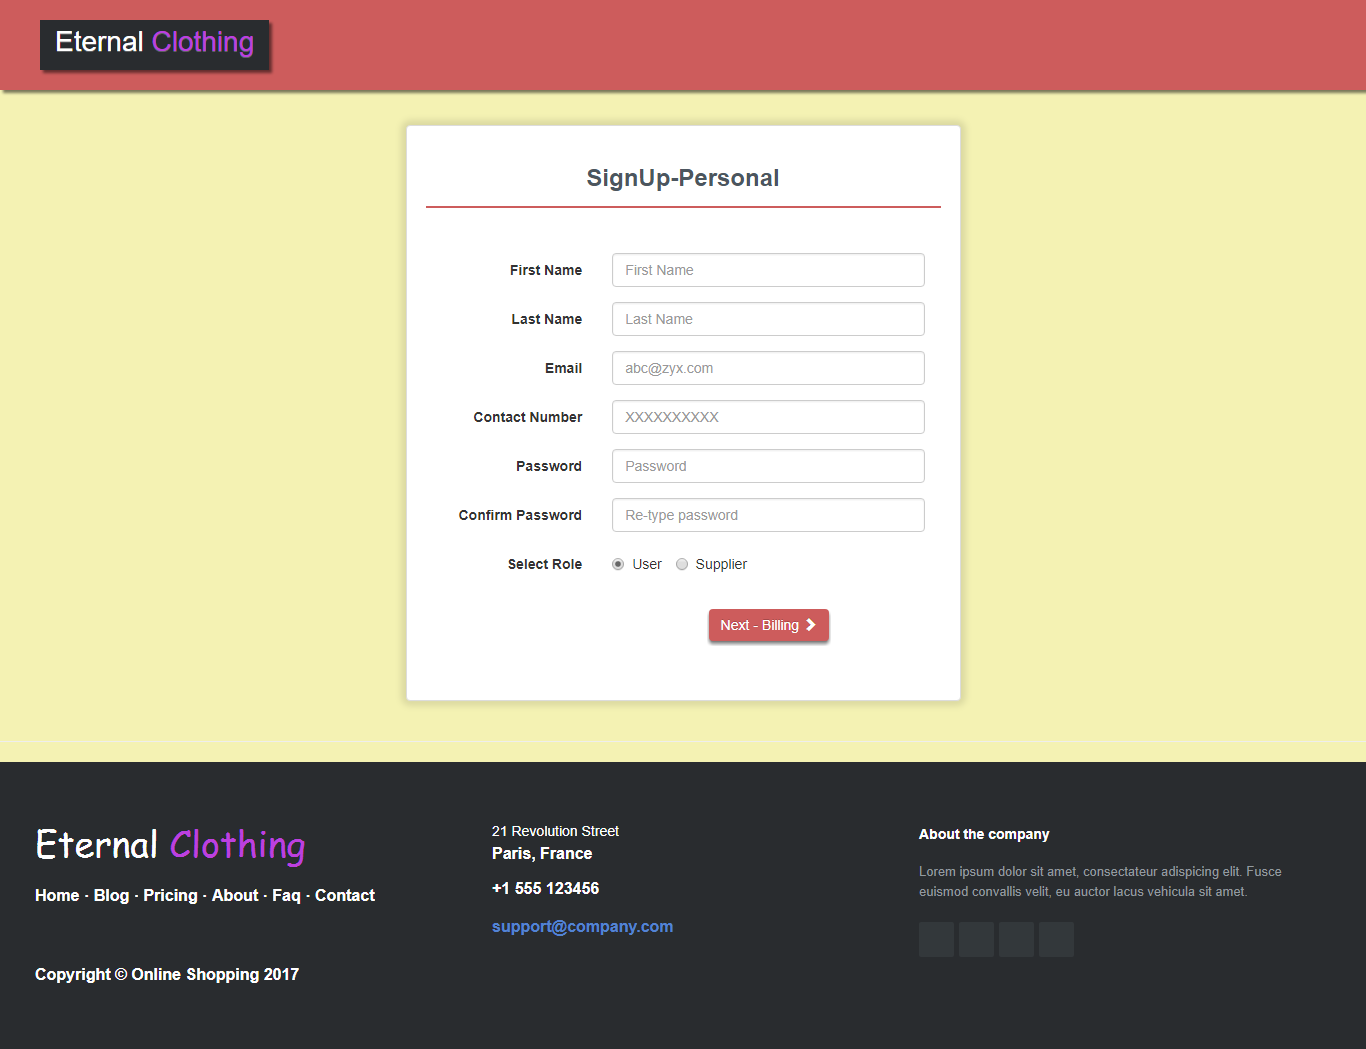 Eternal Clothing
SignUp-Personal
First Name
First Name
Last Name
Last Name
Email
abc@zyx.com
Contact Number
XXXXXXXXXX
Password
Password
Confirm Password
Re-type password
Select Role
User
Supplier
Next - Billing
Eternal Clothing
Home · Blog · Pricing · About · Faq · Contact
Copyright © Online Shopping 2017
21 Revolution Street
Paris, France
+1 555 123456
support@company.com
About the company
Lorem ipsum dolor sit amet, consectateur adispicing elit. Fusce
euismod convallis velit, eu auctor lacus vehicula sit amet.